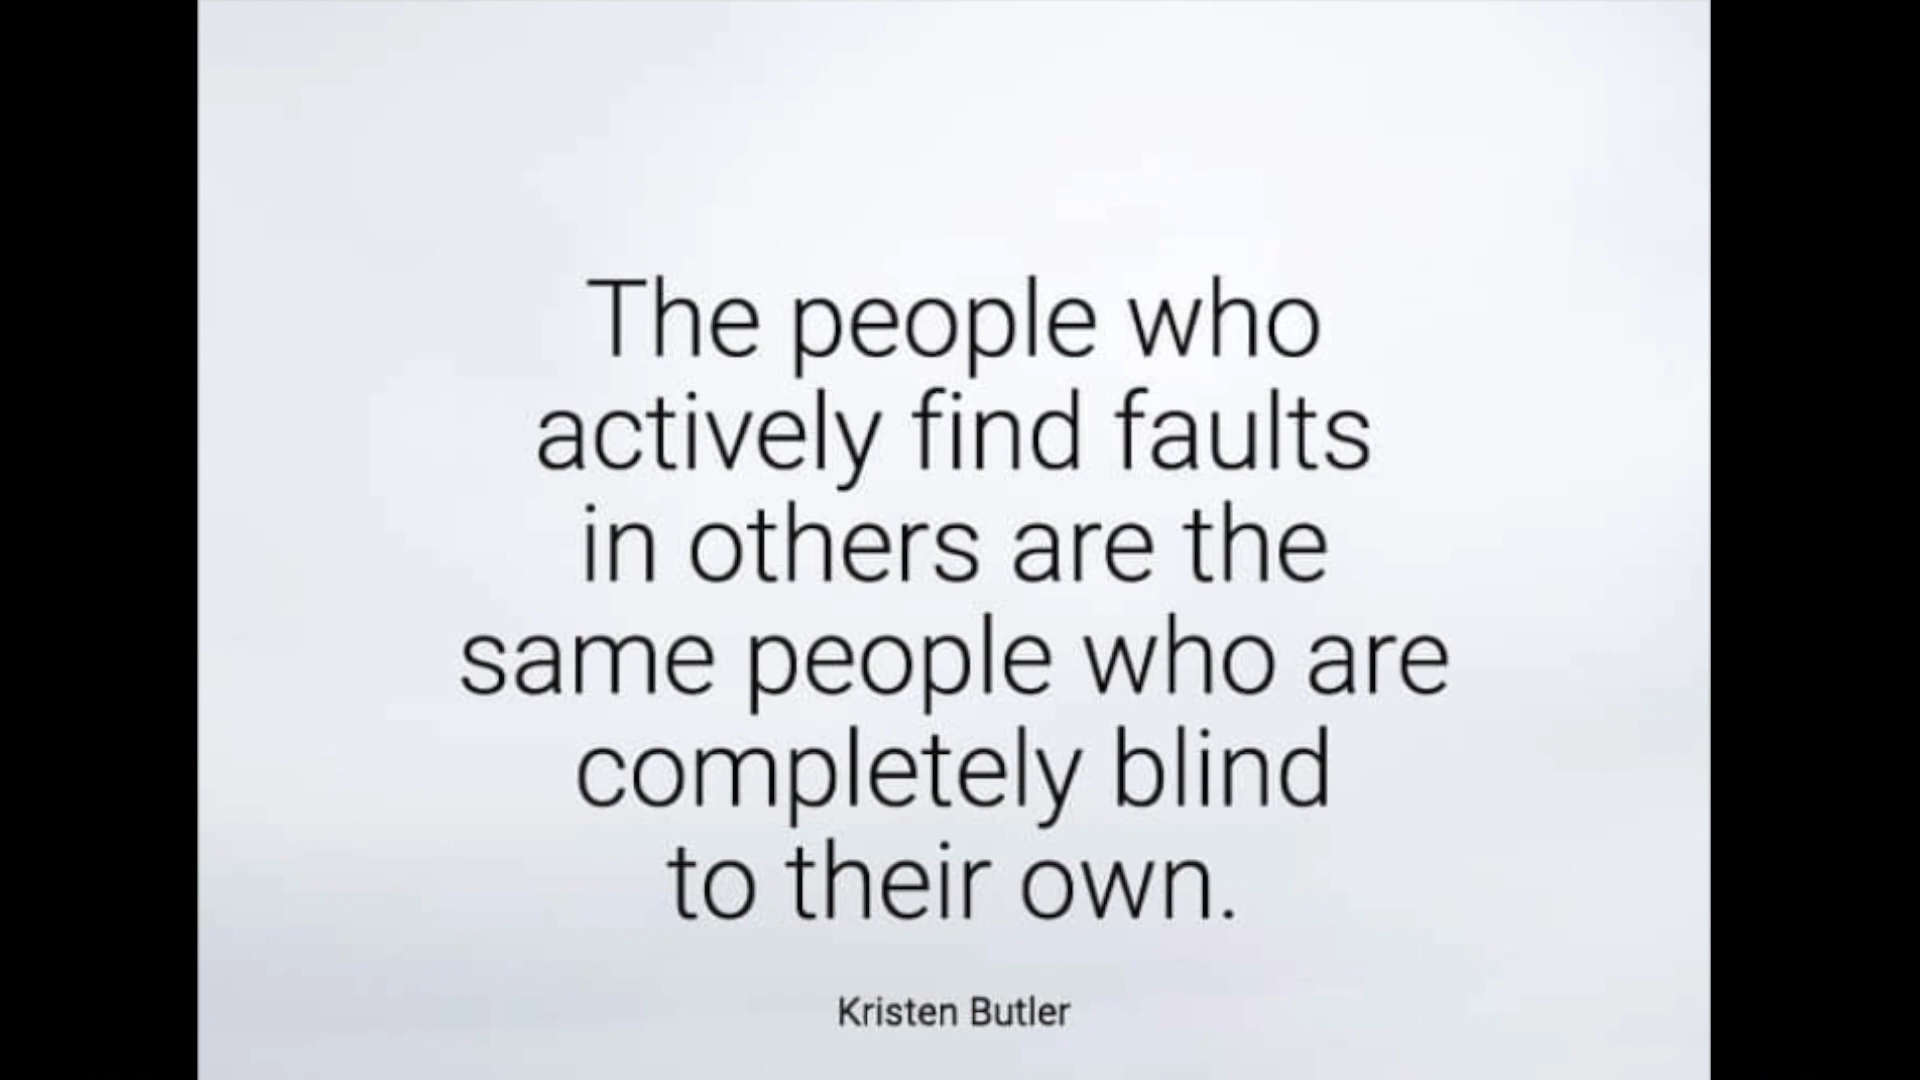 The people who
actively find faults
in others are the
same people who are
completely blind
to their own.
Kristen Butler